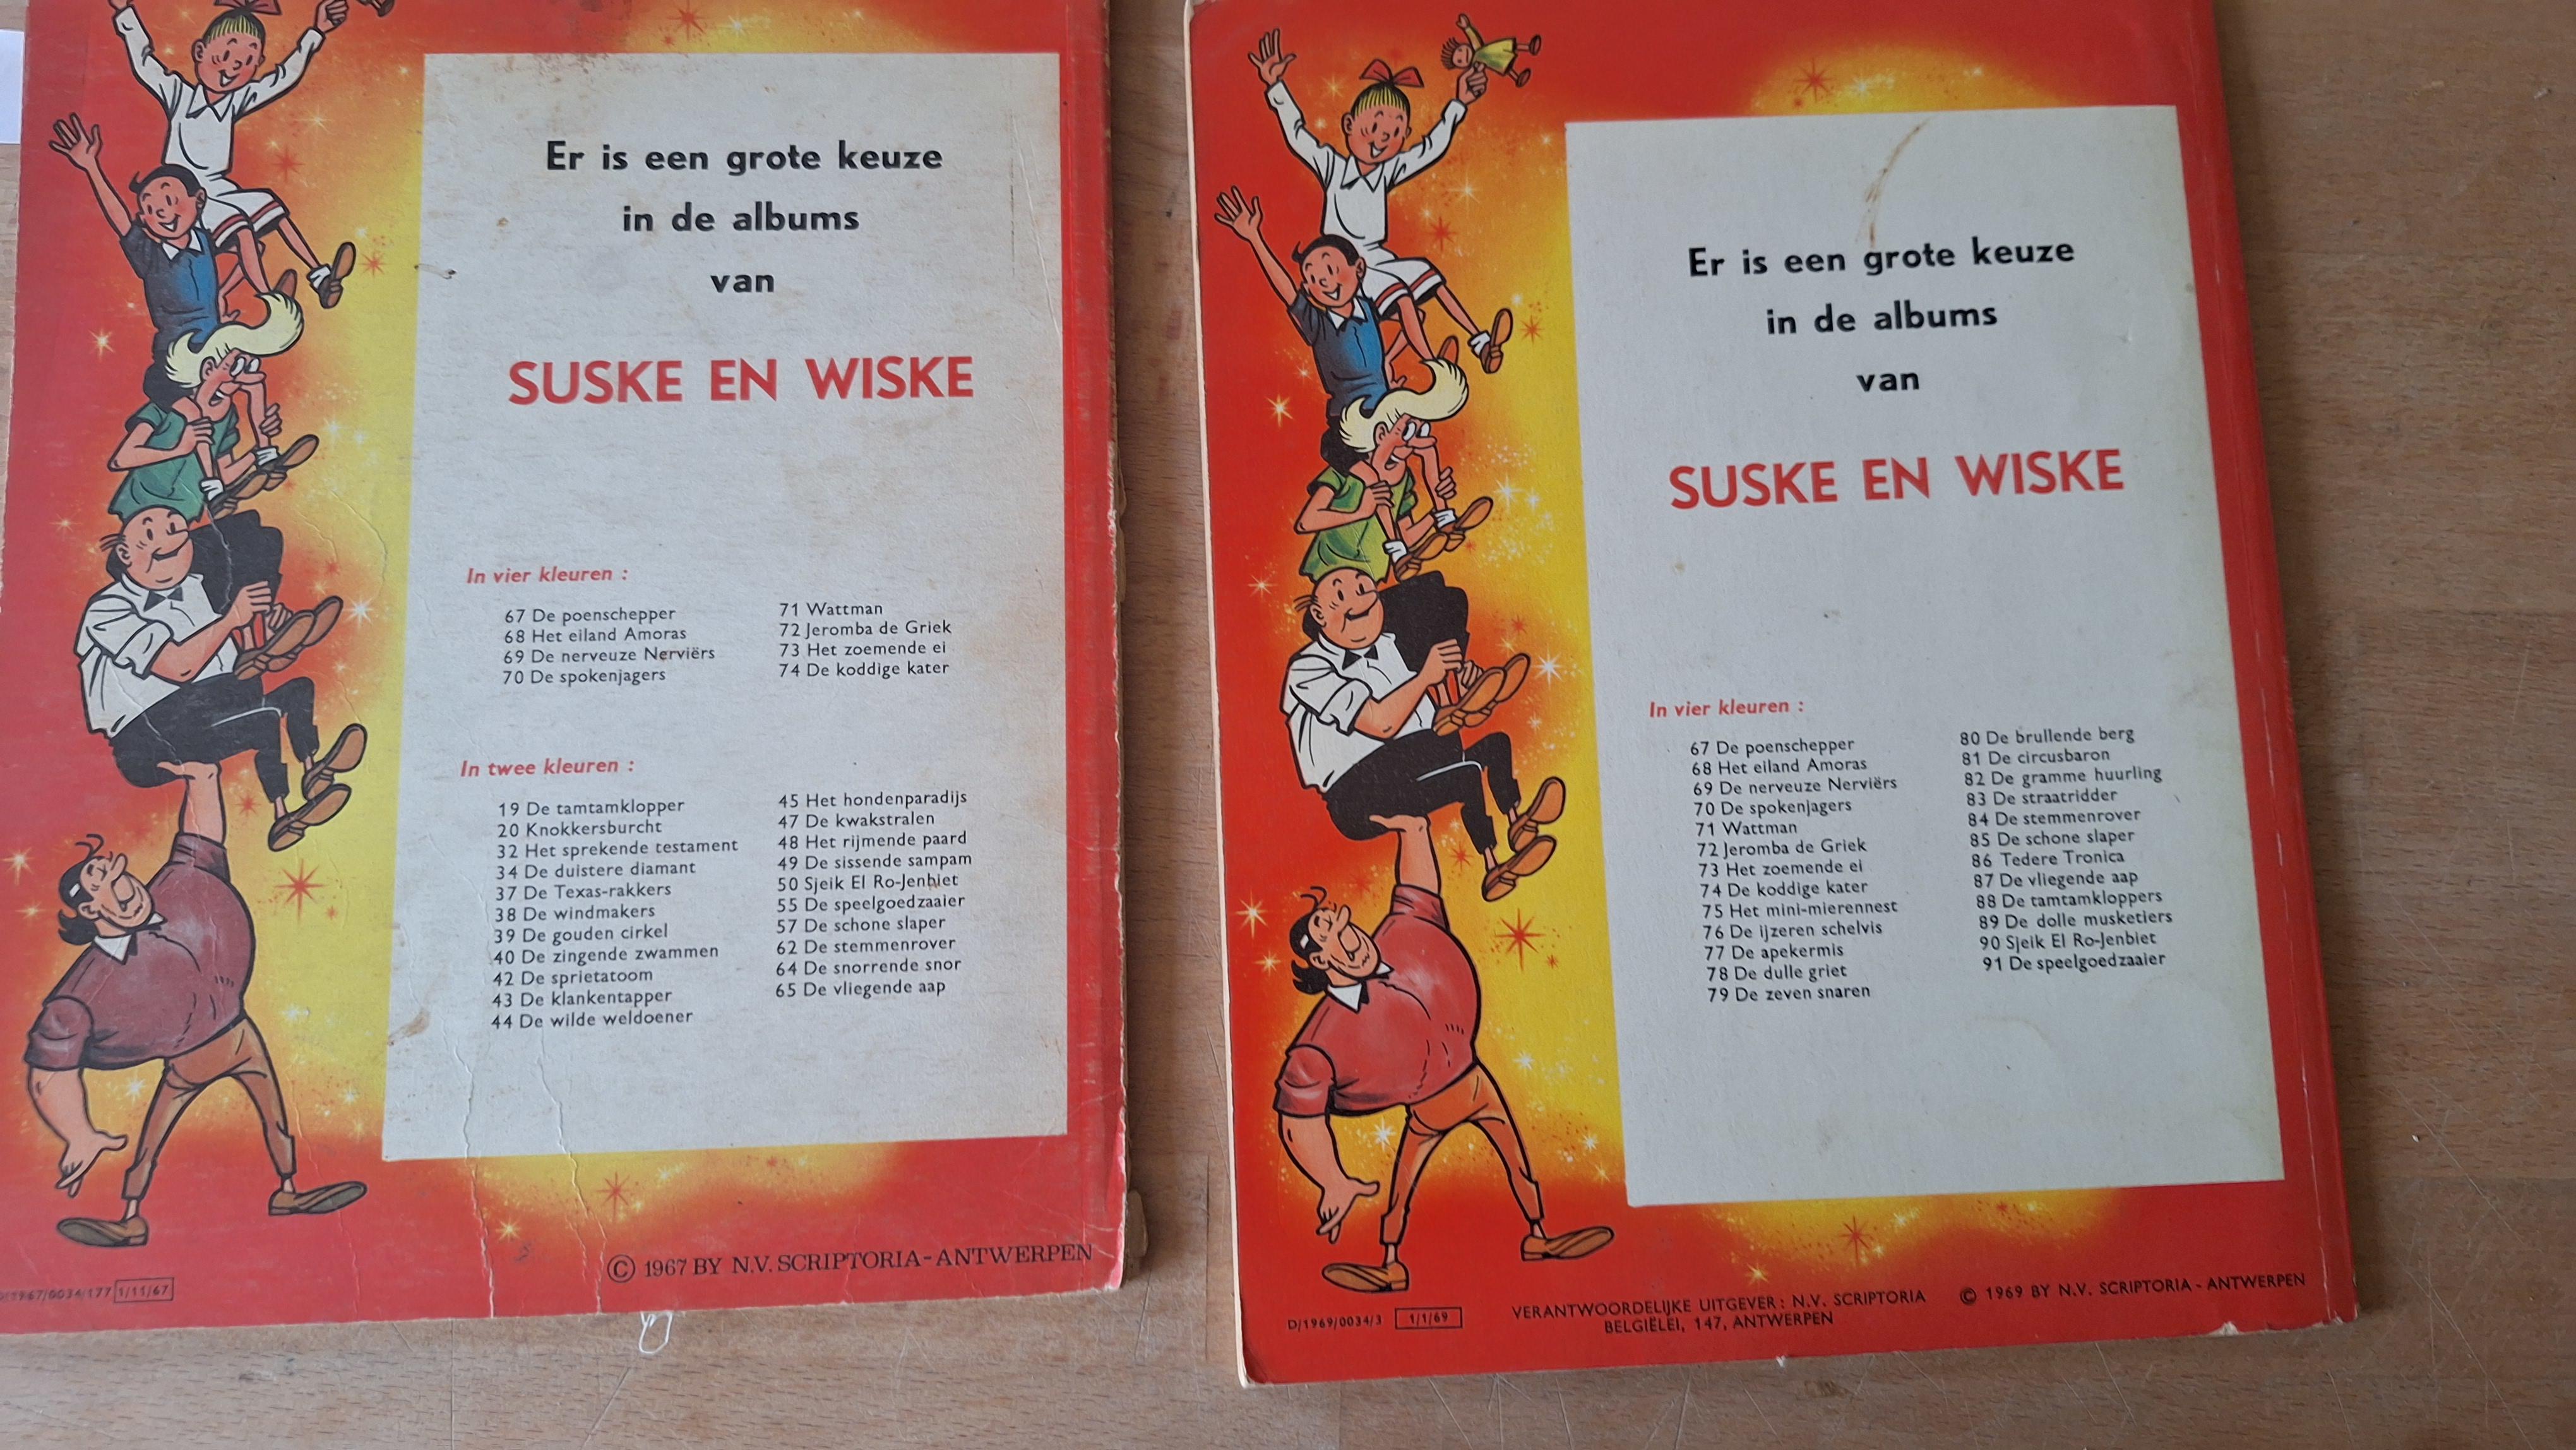 Er is een grote keuze
in de albums
van
SUSKE EN WISKE
In vier kleuren :
67 De poenschepper
68 Het eiland Amoras
69 De nerveuze Nerviërs
70 De spokenjagers
71 Wattman
72 Jeromba de Griek
73 Het zoemende ei
74 De koddige kater
In twee kleuren :
19 De tamtamklopper
20 Knokkersburcht
32 Het sprekende testament
34 De duistere diamant
37 De Texas-rakkers
38 De windmakers
39 De gouden cirkel
40 De zingende zwammen
42 De sprietatoom
43 De klankentapper
44 De wilde weldoener
45 Het hondenparadijs
47 De kwakstralen
48 Het rijmende paard
49 De sissende sampam
50 Sjeik El Ro-Jenbiet
55 De speelgoedzaaier
57 De schone slaper
62 De stemmenrover
64 De snorrende snor
65 De vliegende aap
© 1967 BY N.V. SCRIPTORIA-ANTWERPEN
D/1967/0034/177 1/11/67
Er is een grote keuze
in de albums
van
SUSKE EN WISKE
In vier kleuren :
67 De poenschepper
68 Het eiland Amoras
69 De nerveuze Nerviërs
70 De spokenjagers
71 Wattman
72 Jeromba de Griek
73 Het zoemende ei
74 De koddige kater
75 Het mini-mierennest
76 De ijzeren schelvis
77 De apekermis
78 De dulle griet
79 De zeven snaren
80 De brullende berg
81 De circusbaron
82 De gramme huurling
83 De straatridder
84 De stemmenrover
85 De schone slaper
86 Tedere Tronica
87 De vliegende aap
88 De tamtamkloppers
89 De dolle musketiers
90 Sjeik El Ro-Jenbiet
91 De speelgoedzaaier
D/1969/0034/3 1/1/69
VERANTWOORDELIJKE UITGEVER : N.V. SCRIPTORIA
BELGIËLEI, 147, ANTWERPEN
© 1969 BY N.V. SCRIPTORIA - ANTWERPEN